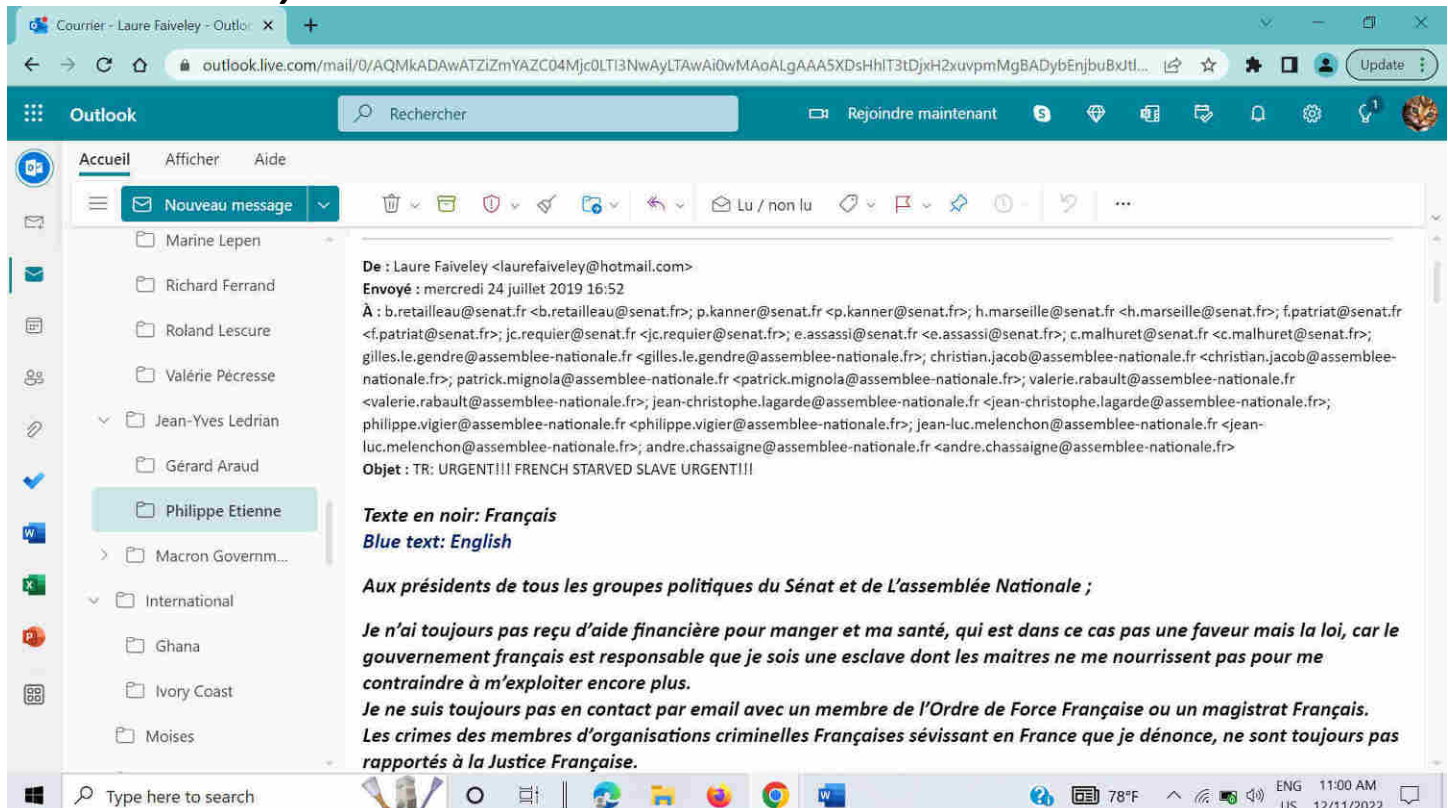 Courrier - Laure Faiveley - Outlo
outlook.live.com/mail/0/AQMkADAwATZiZmYAZC04Mjc0LTI3NwAyLTAwAi0wMAoALgAAA5XDsHhIT3tDjxH2xuvpmMgBADybEnjbuBxJtl...
Update
Outlook
Rechercher
Rejoindre maintenant
1
Accueil Afficher Aide
Nouveau message
Lu / non lu
Marine Lepen
Richard Ferrand
Roland Lescure
Valérie Pécresse
Jean-Yves Ledrian
Gérard Araud
Philippe Etienne
Macron Governm...
International
Ghana
Ivory Coast
Moises
De : Laure Faiveley <laurefaiveley@hotmail.com>
Envoyé : mercredi 24 juillet 2019 16:52
À : b.retailleau@senat.fr <b.retailleau@senat.fr>; p.kanner@senat.fr <p.kanner@senat.fr>; h.marseille@senat.fr <h.marseille@senat.fr>; f.patriat@senat.fr
<f.patriat@senat.fr>; jc.requier@senat.fr <jc.requier@senat.fr>; e.assassi@senat.fr <e.assassi@senat.fr>; c.malhuret@senat.fr <c.malhuret@senat.fr>;
gilles.le.gendre@assemblee-nationale.fr <gilles.le.gendre@assemblee-nationale.fr>; christian.jacob@assemblee-nationale.fr <christian.jacob@assemblee-
nationale.fr>; patrick.mignola@assemblee-nationale.fr <patrick.mignola@assemblee-nationale.fr>; valerie.rabault@assemblee-nationale.fr
<valerie.rabault@assemblee-nationale.fr>; jean-christophe.lagarde@assemblee-nationale.fr <jean-christophe.lagarde@assemblee-nationale.fr>;
philippe.vigier@assemblee-nationale.fr <philippe.vigier@assemblee-nationale.fr>; jean-luc.melenchon@assemblee-nationale.fr <jean-
luc.melenchon@assemblee-nationale.fr>; andre.chassaigne@assemblee-nationale.fr <andre.chassaigne@assemblee-nationale.fr>
Objet : TR: URGENT!!! FRENCH STARVED SLAVE URGENT!!!
Texte en noir: Français
Blue text: English
Aux présidents de tous les groupes politiques du Sénat et de L'assemblée Nationale ;
Je n'ai toujours pas reçu d'aide financière pour manger et ma santé, qui est dans ce cas pas une faveur mais la loi, car le
gouvernement français est responsable que je sois une esclave dont les maitres ne me nourrissent pas pour me
contraindre à m'exploiter encore plus.
Je ne suis toujours pas en contact par email avec un membre de l'Ordre de Force Française ou un magistrat Français.
Les crimes des membres d'organisations criminelles Françaises sévissant en France que je dénonce, ne sont toujours pas
rapportés à la Justice Française.
Type here to search
78°F
ENG 11:00 AM
US